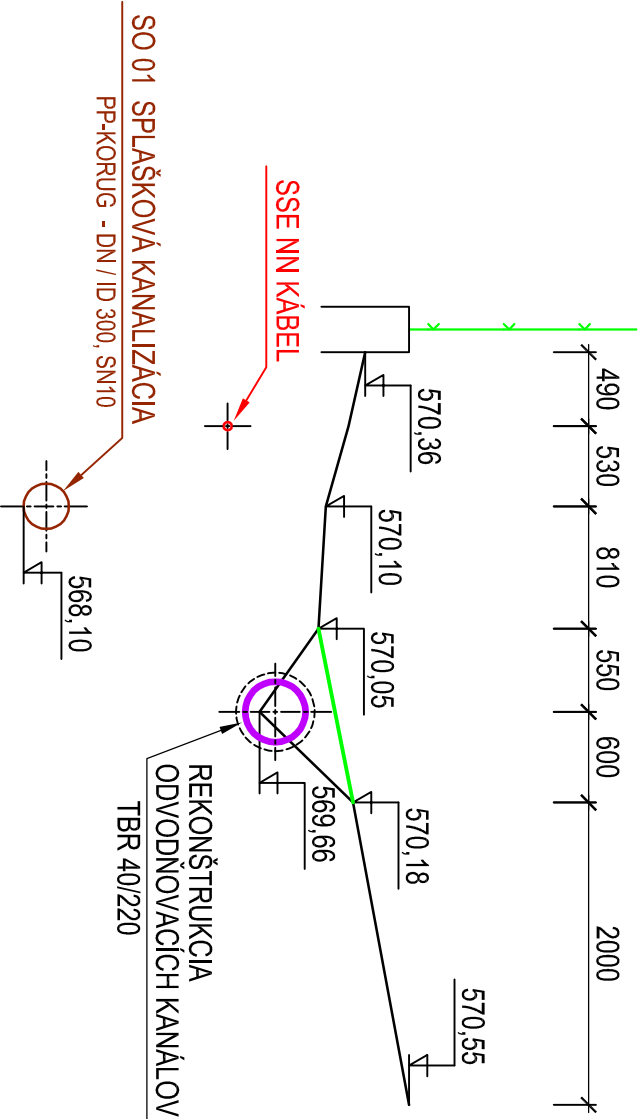 490
530
810
550
600
2000
570,36
570,10
570,05
570,18
569,66
570,55
568,10
SSE NN KÁBEL
SO 01 SPLAŠKOVÁ KANALIZÁCIA
PP-KORUG - DN / ID 300, SN10
REKONŠTRUKCIA
ODVODŇOVACÍCH KANÁLOV
TBR 40/220